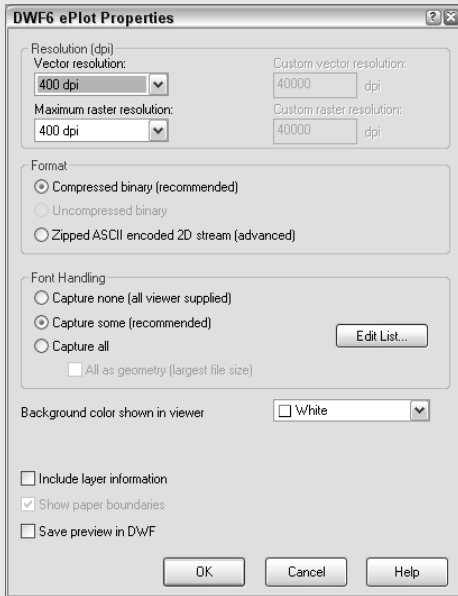 DWF6 ePlot Properties
Resolution (dpi)
Vector resolution: Custom vector resolution:
400 dpi 40000 dpi
Maximum raster resolution: Custom raster resolution:
400 dpi 40000 dpi
Format
Compressed binary (recommended)
Uncompressed binary
Zipped ASCII encoded 2D stream (advanced)
Font Handling
Capture none (all viewer supplied)
Capture some (recommended)
Edit List...
Capture all
All as geometry (largest file size)
Background color shown in viewer White
Include layer information
Show paper boundaries
Save preview in DWF
OK Cancel Help